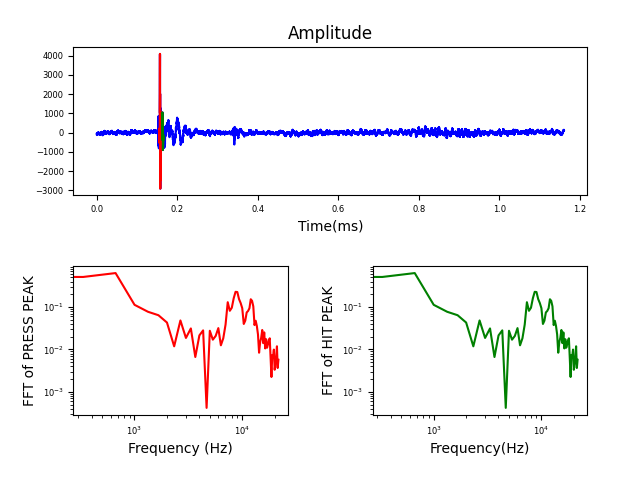 Amplitude
4000
3000
2000
1000
0
−1000
−2000
−3000
0.0 0.2 0.4 0.6 0.8 1.0 1.2
Time(ms)
FFT of PRESS PEAK
10⁻¹
10⁻²
10⁻³
10³ 10⁴
Frequency (Hz)
FFT of HIT PEAK
10⁻¹
10⁻²
10⁻³
10³ 10⁴
Frequency(Hz)